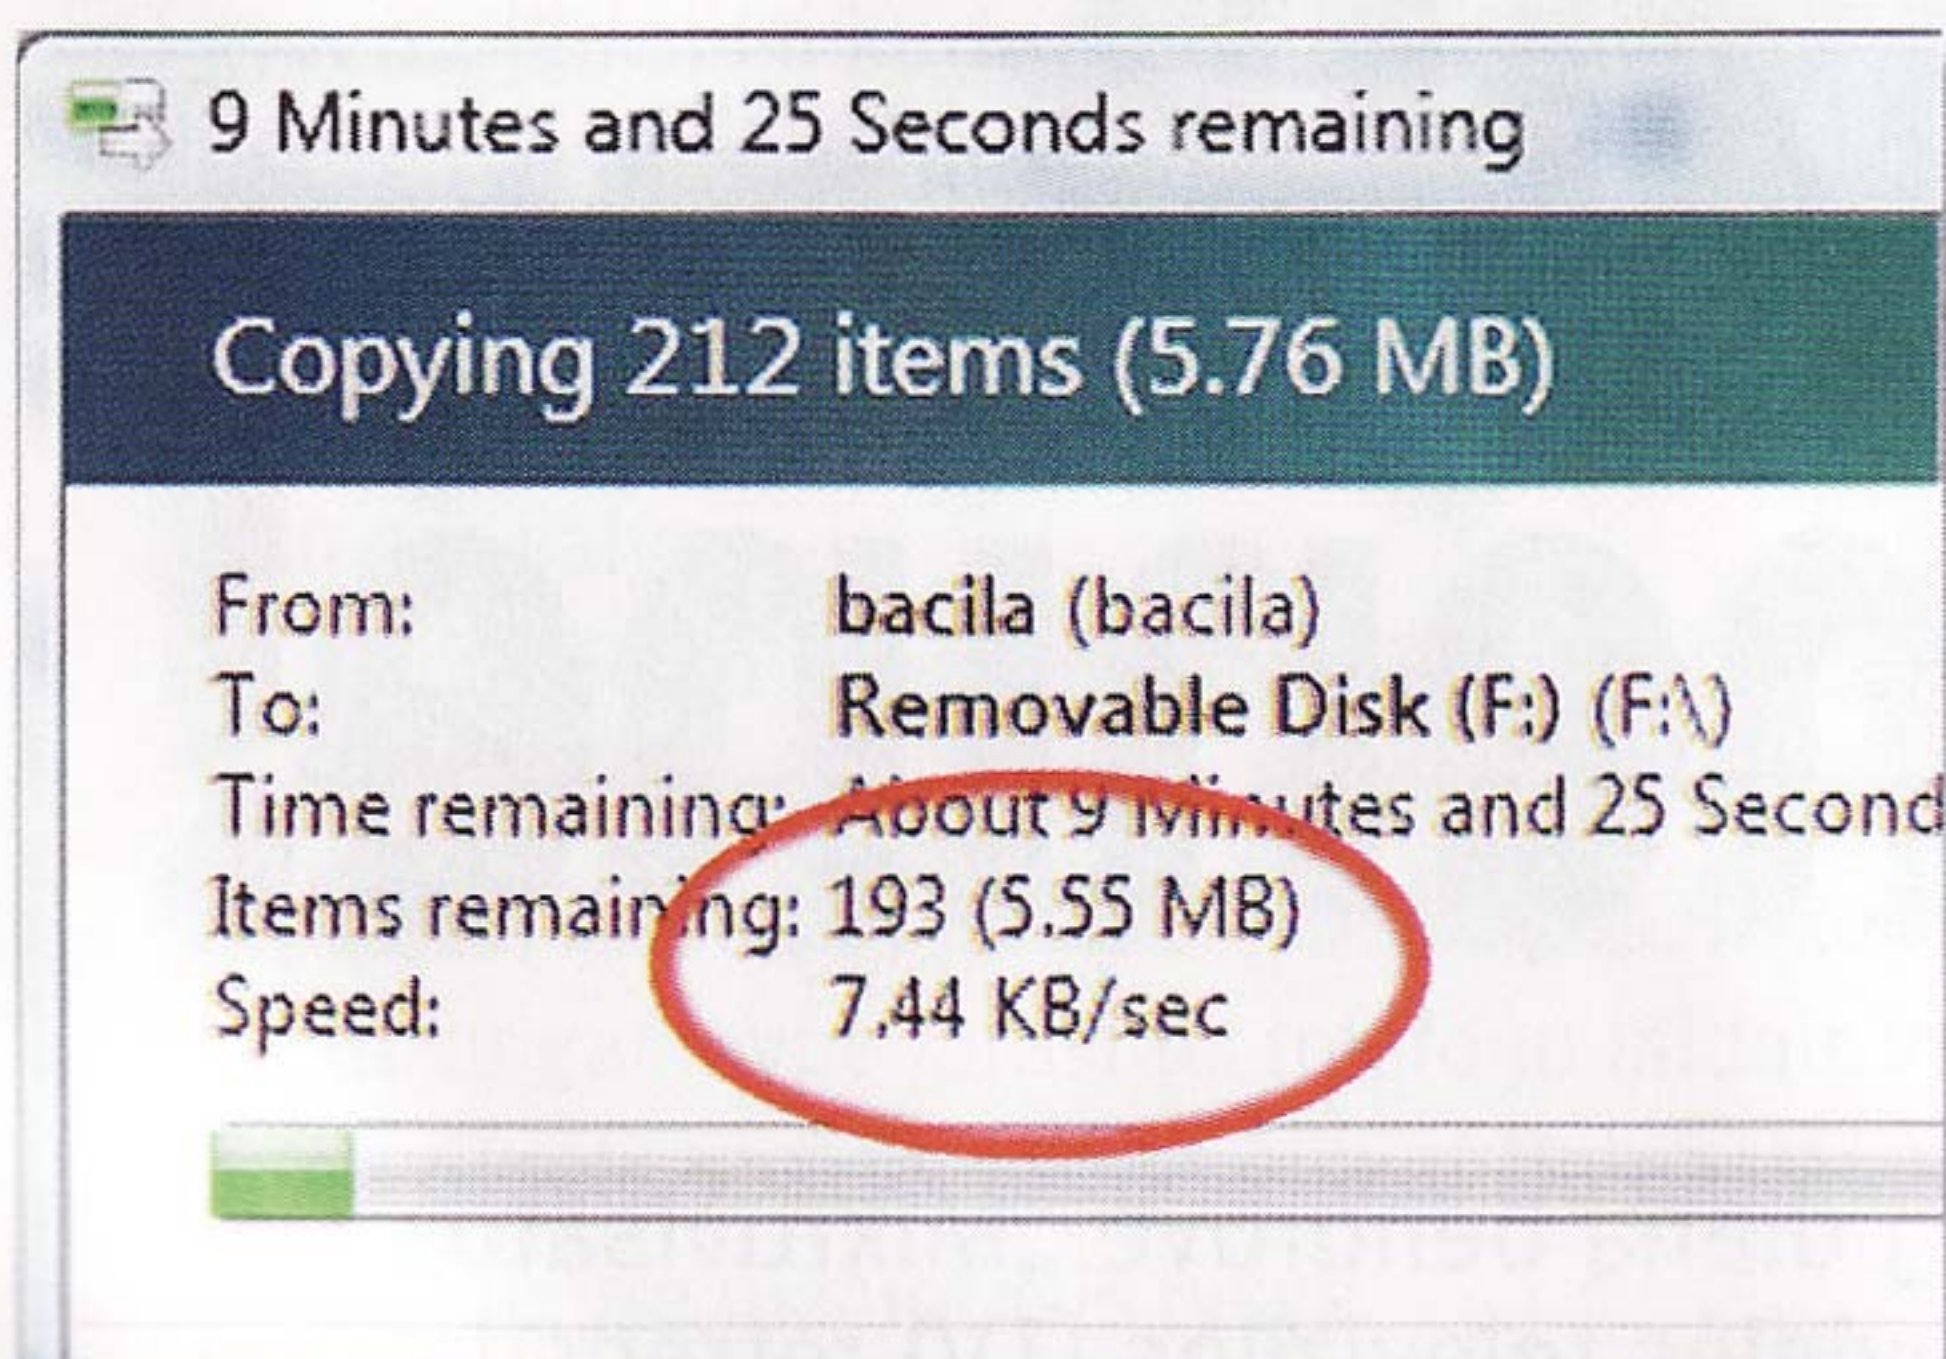 9 Minutes and 25 Seconds remaining
Copying 212 items (5.76 MB)
From: bacila (bacila)
To: Removable Disk (F:) (F:\)
Time remaining: About 9 Minutes and 25 Second
Items remaining: 193 (5.55 MB)
Speed: 7.44 KB/sec